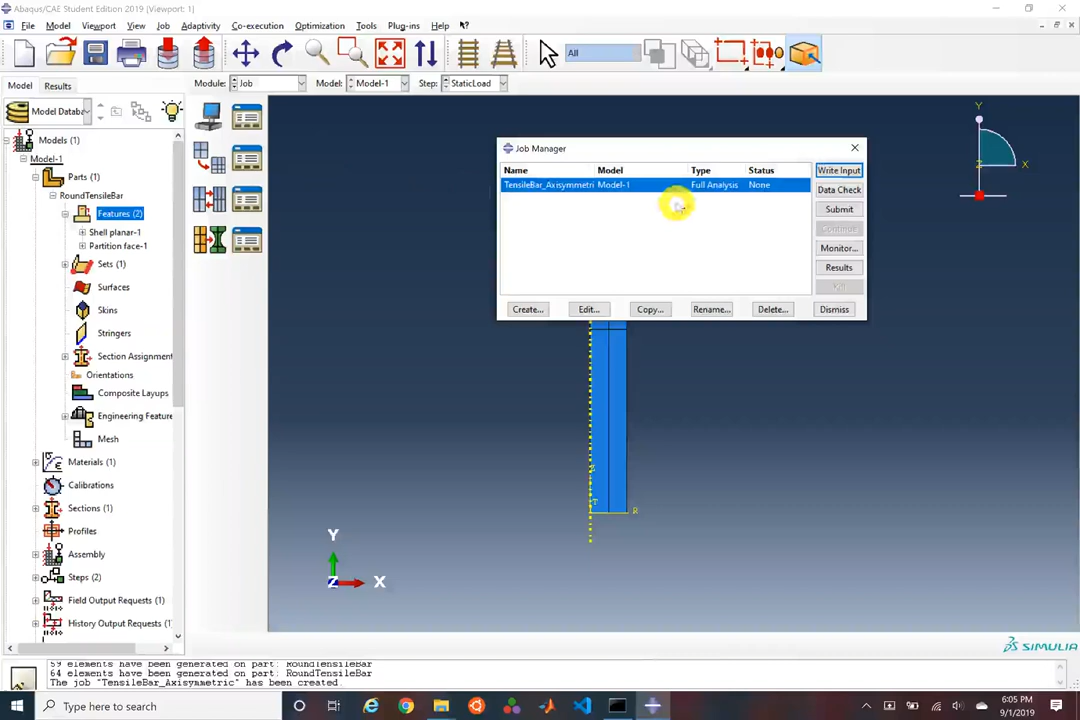 Abaqus/CAE Student Edition 2019 (Viewport: 1)
File Model Viewport View Job Adaptivity Co-execution Optimization Tools Plug-ins Help
All
Model Results Module: Job Model: Model-1 Step: StaticLoad
Model Databa
Models (1)
Model-1
Parts (1)
RoundTensileBar
Features (2)
Shell planar-1
Partition face-1
Sets (1)
Surfaces
Skins
Stringers
Section Assignment
Orientations
Composite Layups
Engineering Feature
Mesh
Materials (1)
Calibrations
Sections (1)
Profiles
Assembly
Steps (2)
Field Output Requests (1)
History Output Requests (1
Job Manager
Name Model Type Status
TensileBar_Axisymmetri Model-1 Full Analysis None
Write Input
Data Check
Submit
Continue
Monitor...
Results
Kill
Create... Edit... Copy... Rename... Delete... Dismiss
Y
Z X
Z
T R
Y
Z X
SIMULIA
59 elements have been generated on part: RoundTensileBar
64 elements have been generated on part: RoundTensileBar
The job "TensileBar_Axisymmetric" has been created.
Type here to search
6:05 PM
9/1/2019